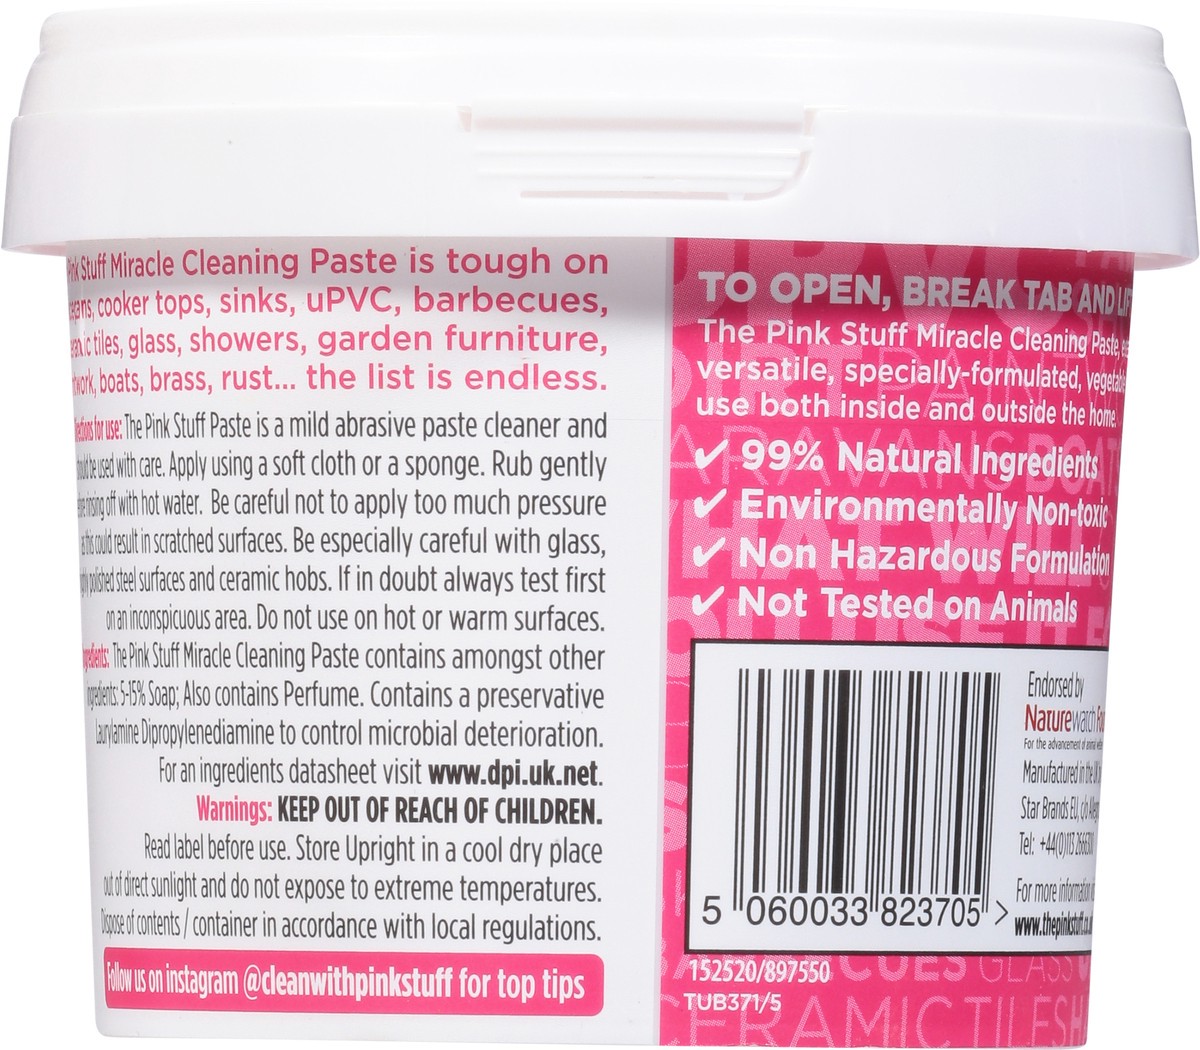 Stuff Miracle Cleaning Paste is tough on
cooker tops, sinks, uPVC, barbecues,
tiles, glass, showers, garden furniture,
boats, brass, rust... the list is endless.
for use: The Pink Stuff Paste is a mild abrasive paste cleaner and
be used with care. Apply using a soft cloth or a sponge. Rub gently
rinsing off with hot water. Be careful not to apply too much pressure
as this could result in scratched surfaces. Be especially careful with glass,
polished steel surfaces and ceramic hobs. If in doubt always test first
on an inconspicuous area. Do not use on hot or warm surfaces.
The Pink Stuff Miracle Cleaning Paste contains amongst other
ingredients: 5-15% Soap; Also contains Perfume. Contains a preservative
Laurylamine Dipropylenediamine to control microbial deterioration.
For an ingredients datasheet visit www.dpi.uk.net.
Warnings: KEEP OUT OF REACH OF CHILDREN.
Read label before use. Store Upright in a cool dry place
out of direct sunlight and do not expose to extreme temperatures.
Dispose of contents / container in accordance with local regulations.
Follow us on instagram @cleanwithpinkstuff for top tips
TO OPEN, BREAK TAB AND
The Pink Stuff Miracle Cleaning Paste,
versatile, specially-formulated,
use both inside and outside the home.
✓ 99% Natural Ingredients
✓ Environmentally Non-toxic
✓ Non Hazardous Formulation
✓ Not Tested on Animals
5 060033 823705 >
Endorsed by
Naturewatch
For the advancement of animal
Manufactured in the UK
Star Brands EU, c/o
Tel: +44(0)113
For more information
152520/897550
TUB371/5
CARAVANS BOATS
BARBECUES GLASS
CERAMIC TILES